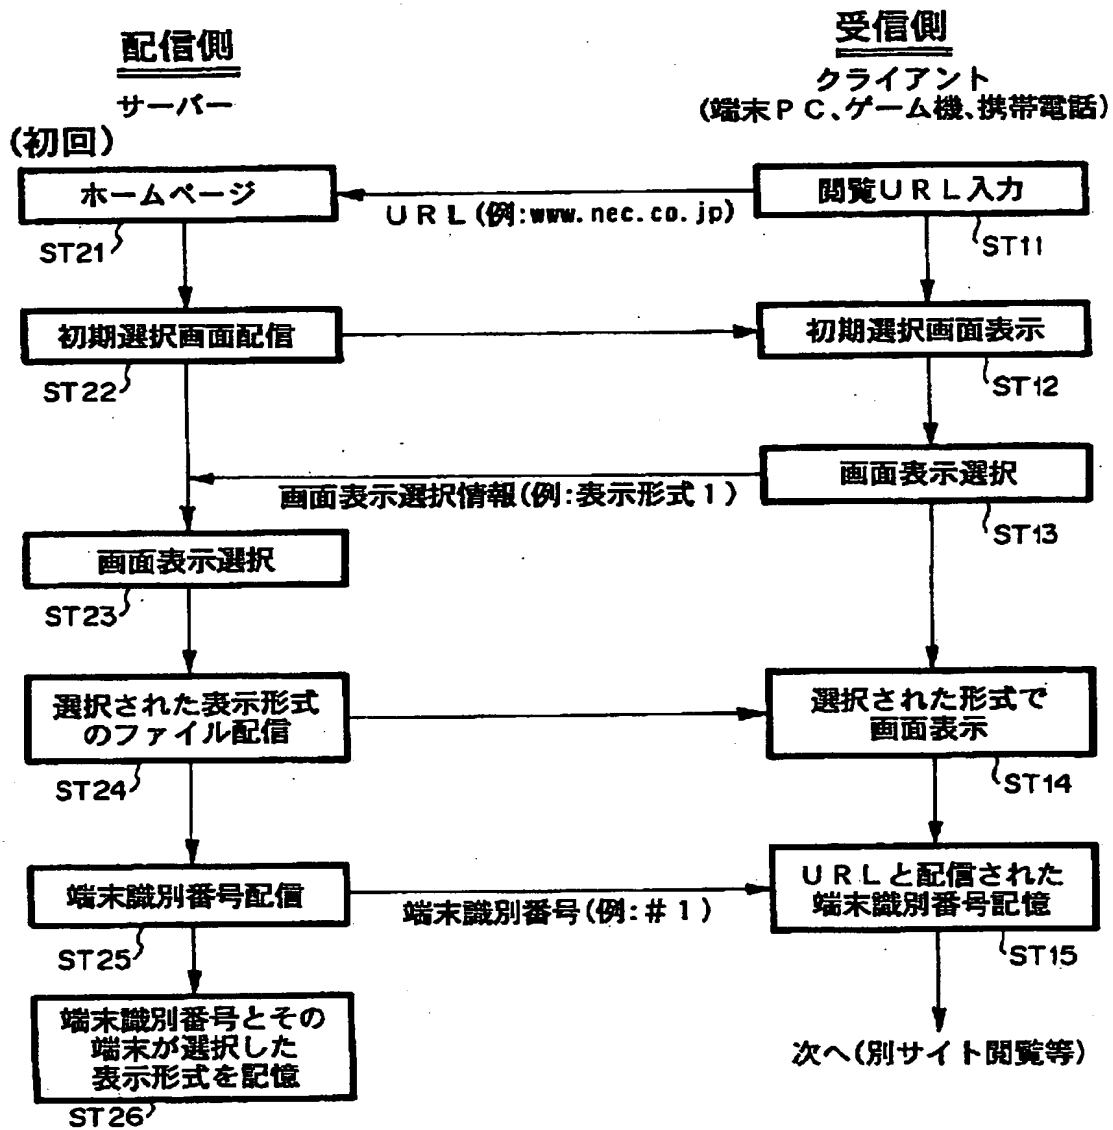 配信側
サーバー
受信側
クライアント
(端末PC、ゲーム機、携帯電話)
(初回)
ホームページ
ST21
URL(例:www.nec.co.jp)
閲覧URL入力
ST11
初期選択画面配信
ST22
初期選択画面表示
ST12
画面表示選択
ST13
画面表示選択情報(例:表示形式1)
画面表示選択
ST23
選択された表示形式
のファイル配信
ST24
選択された形式で
画面表示
ST14
端末識別番号配信
ST25
端末識別番号(例:#1)
URLと配信された
端末識別番号記憶
ST15
端末識別番号とその
端末が選択した
表示形式を記憶
ST26
次へ(別サイト閲覧等)